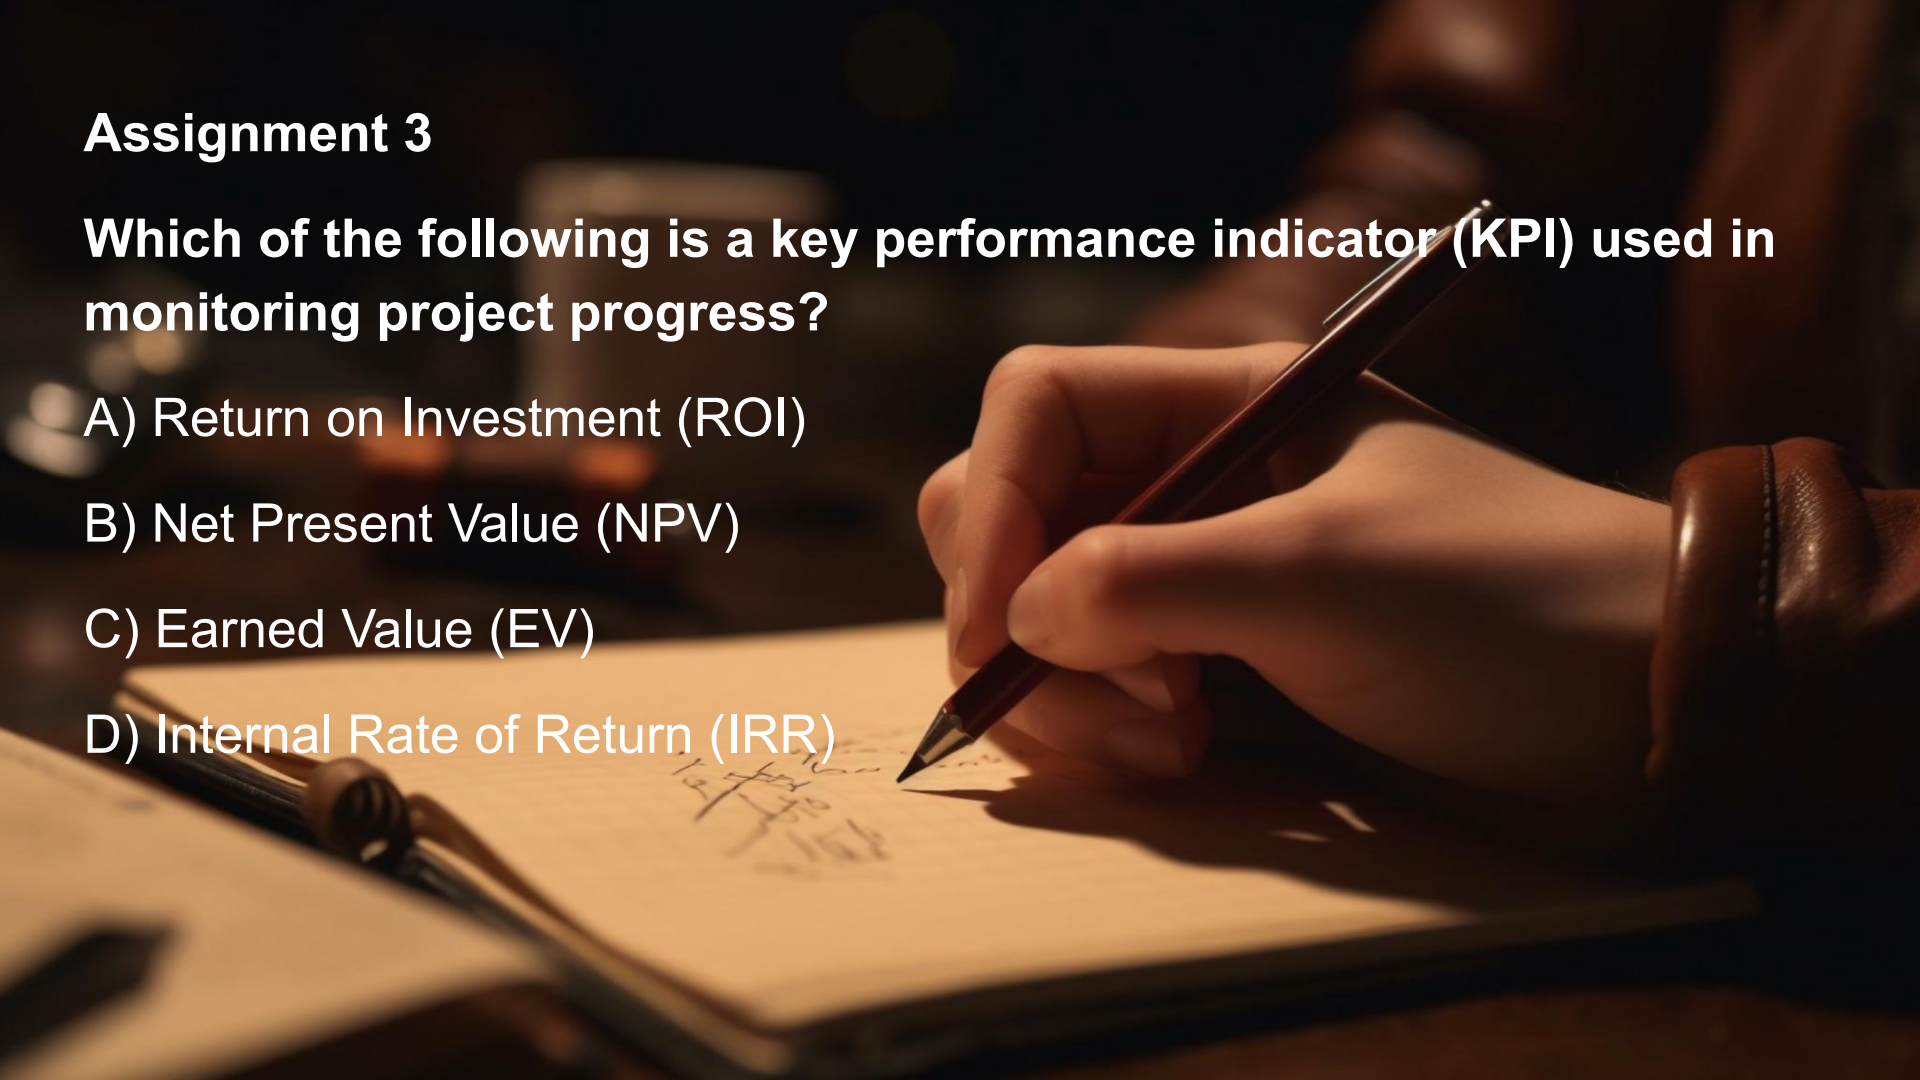 Assignment 3
Which of the following is a key performance indicator (KPI) used in
monitoring project progress?
A) Return on Investment (ROI)
B) Net Present Value (NPV)
C) Earned Value (EV)
D) Internal Rate of Return (IRR)